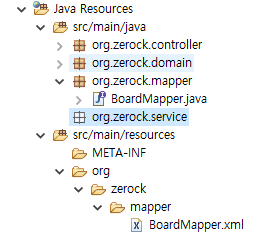 Java Resources
src/main/java
org.zerock.controller
org.zerock.domain
org.zerock.mapper
BoardMapper.java
org.zerock.service
src/main/resources
META-INF
org
zerock
mapper
BoardMapper.xml